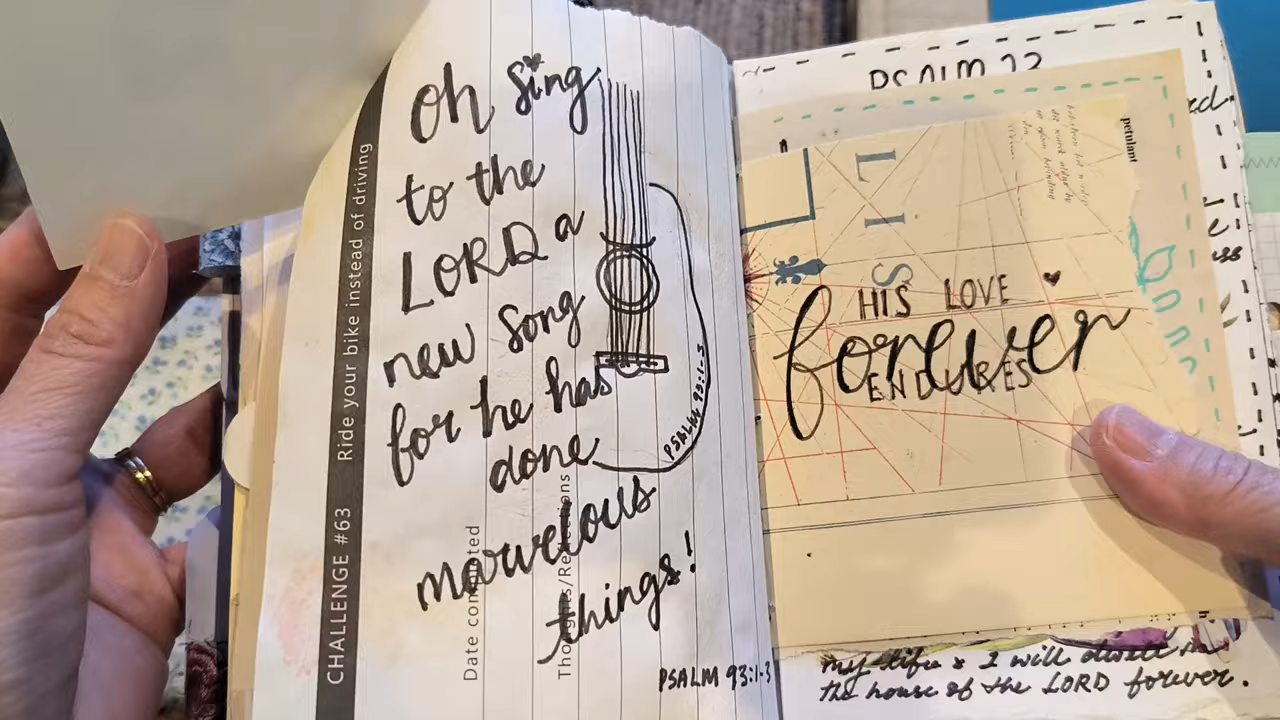 oh sing
to the
LORD a
new song
for he has
done
marvelous
things!
PSALM 93:1-3
PSALM 93:1-3
CHALLENGE #63 Ride your bike instead of driving
Date completed
Thoughts/Reflections
PSALM 23
petulant
LIS
HIS LOVE
forever
ENDURES
my life & I will dwell in
the house of the LORD forever.